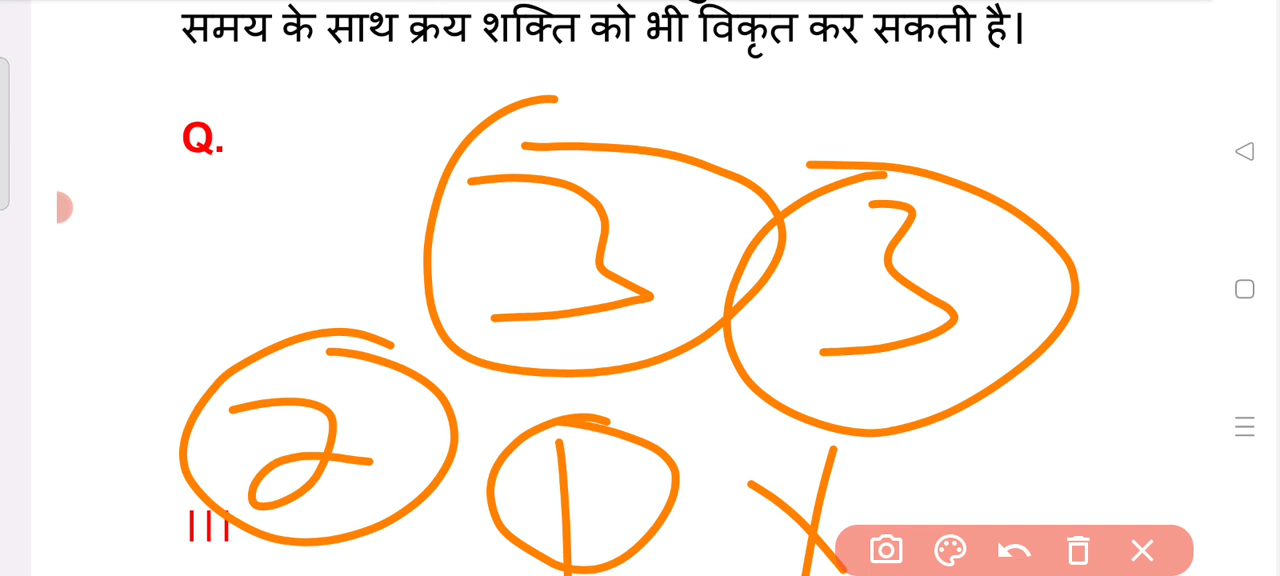 समय के साथ क्रय शक्ति को भी विकृत कर सकती है।
Q.
3 3
2 1 X
III